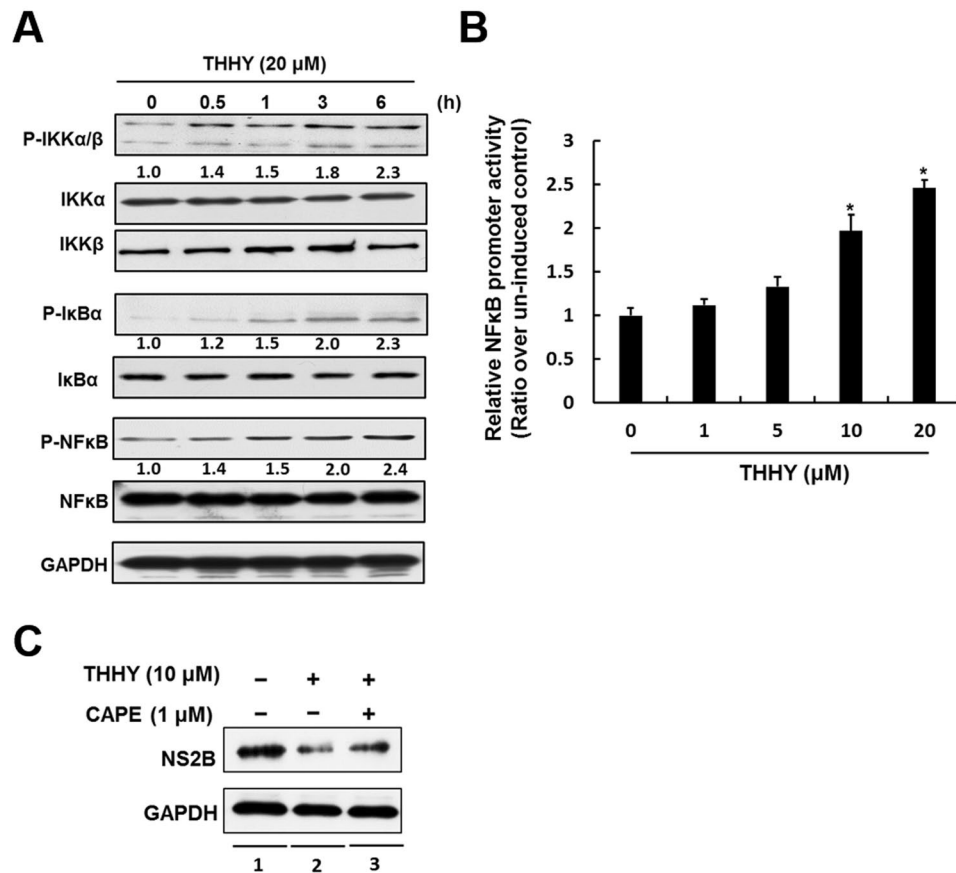 A
THHY (20 µM)
0 0.5 1 3 6 (h)
P-IKKα/β
1.0 1.4 1.5 1.8 2.3
IKKα
IKKβ
P-IκBα
1.0 1.2 1.5 2.0 2.3
IκBα
P-NFκB
1.0 1.4 1.5 2.0 2.4
NFκB
GAPDH
B
Relative NFκB promoter activity
(Ratio over un-induced control)
3
2.5
2
1.5
1
0.5
0
* *
0 1 5 10 20
THHY (µM)
C
THHY (10 µM) – + +
CAPE (1 µM) – – +
NS2B
GAPDH
1 2 3